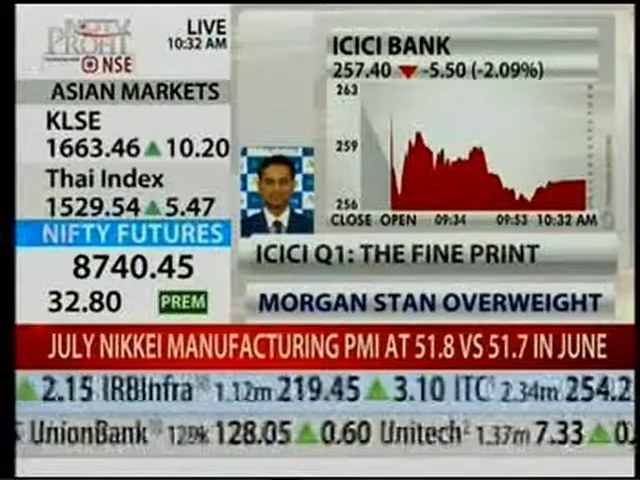 NDTV
PROFIT
NSE
LIVE
10:32 AM
ASIAN MARKETS
KLSE
1663.46 ▲ 10.20
Thai Index
1529.54 ▲ 5.47
NIFTY FUTURES
8740.45
32.80 PREM
ICICI BANK
257.40 ▼ -5.50 (-2.09%)
263
259
256
CLOSE OPEN 09:34 09:53 10:32 AM
ICICI Q1: THE FINE PRINT
MORGAN STAN OVERWEIGHT
JULY NIKKEI MANUFACTURING PMI AT 51.8 VS 51.7 IN JUNE
▲ 2.15 IRBInfra 1.12m 219.45 ▲ 3.10 ITC 2.34m 254.2
UnionBank 128.05 ▲ 0.60 Unitech 1.37m 7.33 ▲ 0.